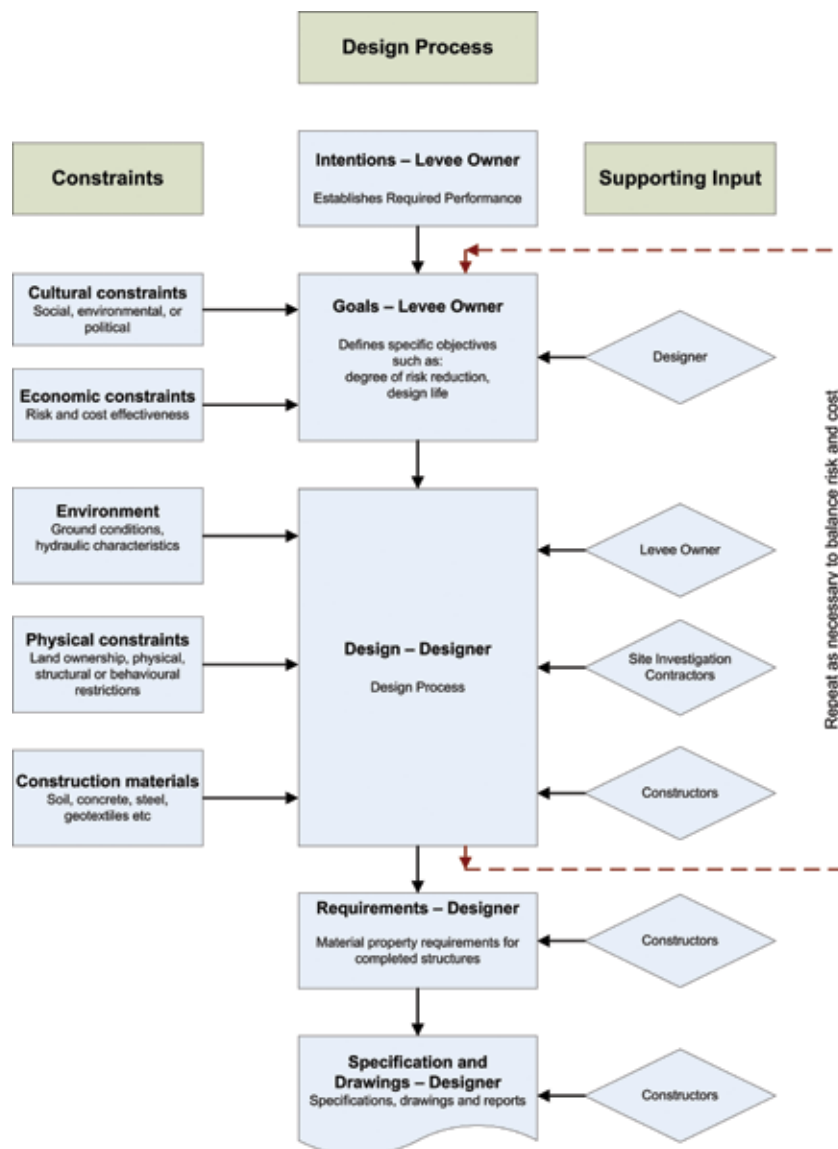 Design Process
Constraints
Intentions – Levee Owner
Establishes Required Performance
Supporting Input
Cultural constraints
Social, environmental, or
political
Goals – Levee Owner
Defines specific objectives
such as:
degree of risk reduction,
design life
Designer
Economic constraints
Risk and cost effectiveness
Environment
Ground conditions,
hydraulic characteristics
Levee Owner
Physical constraints
Land ownership, physical,
structural or behavioural
restrictions
Design – Designer
Design Process
Site Investigation
Contractors
Construction materials
Soil, concrete, steel,
geotextiles etc
Constructors
Repeat as necessary to balance risk and cost
Requirements – Designer
Material property requirements for
completed structures
Constructors
Specification and
Drawings – Designer
Specifications, drawings and reports
Constructors